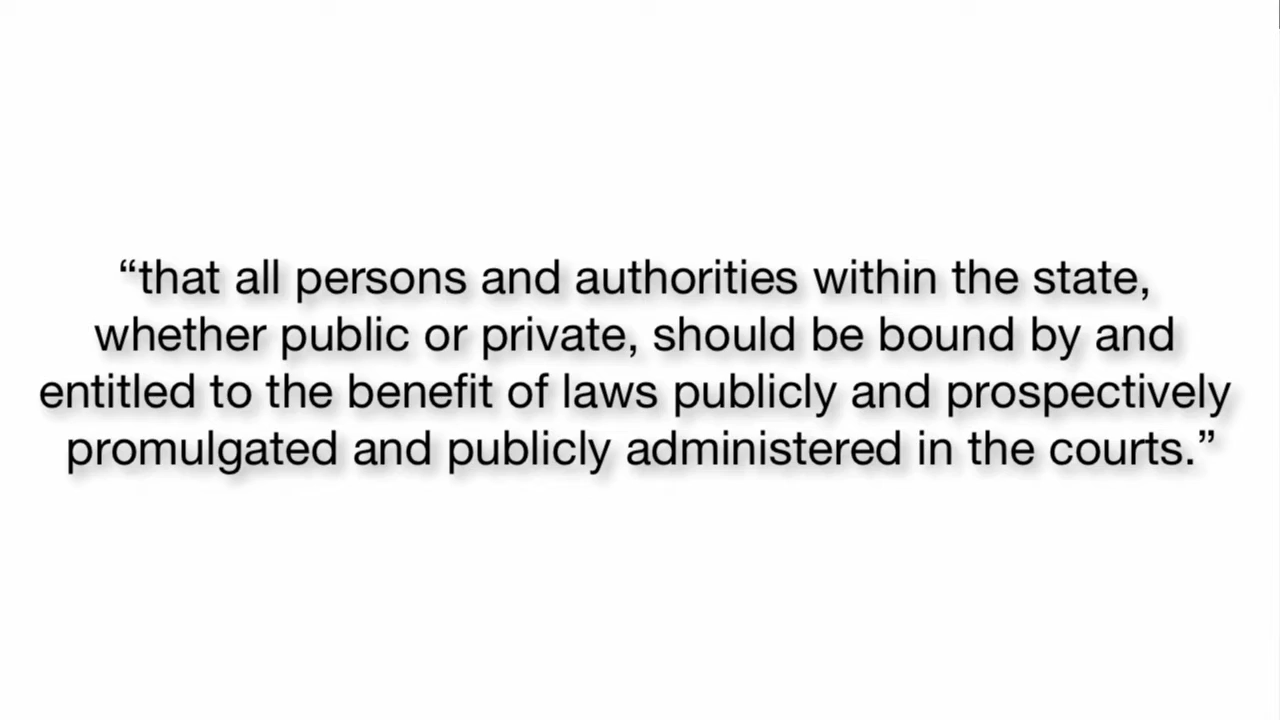 “that all persons and authorities within the state,
whether public or private, should be bound by and
entitled to the benefit of laws publicly and prospectively
promulgated and publicly administered in the courts.”